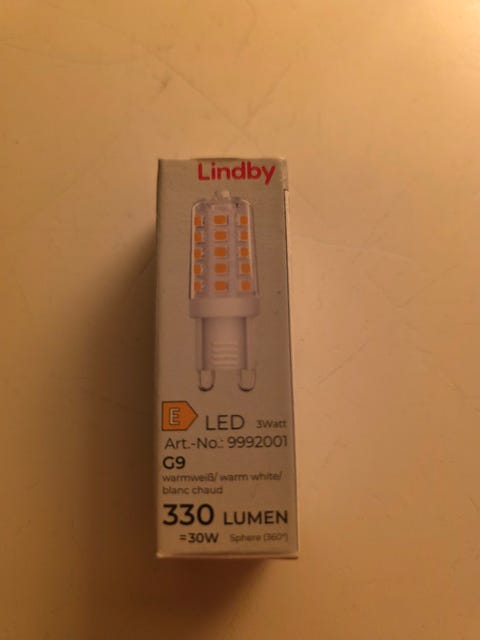 Lindby
E LED 3Watt
Art.-No.: 9992001
G9
warmweiß/ warm white/
blanc chaud
330 LUMEN
=30W Sphere (360°)